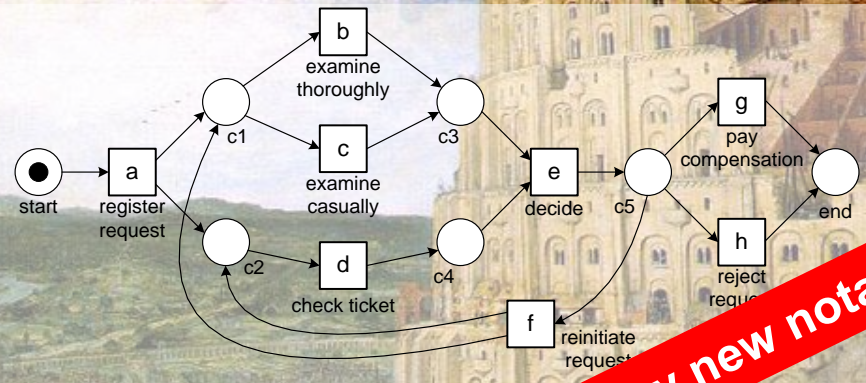 b
examine
thoroughly
c1
c3
g
pay
compensation
c
examine
casually
start
a
register
request
e
decide
c5
end
c2
d
check ticket
c4
h
reject
f
reinitiate
request
new nota